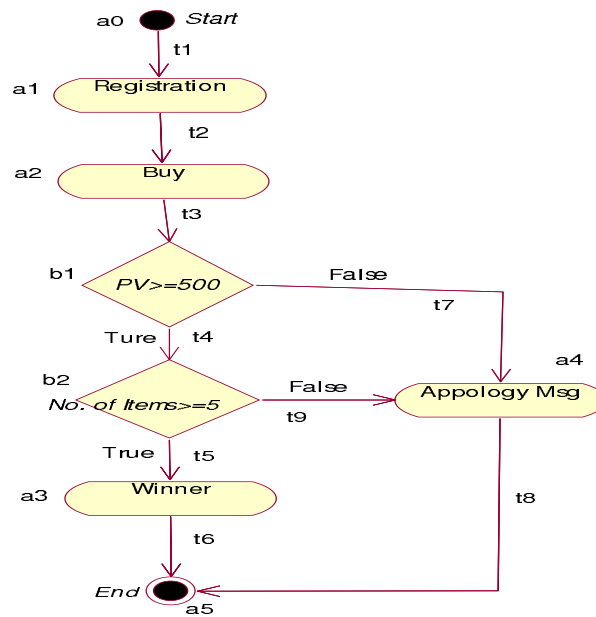 a0 Start
t1
a1 Registration
t2
a2 Buy
t3
b1 PV>=500 False
t7
Ture t4
a4
b2 False Appology Msg
No. of Items>=5
t9
True t5
a3 Winner
t8
t6
End
a5